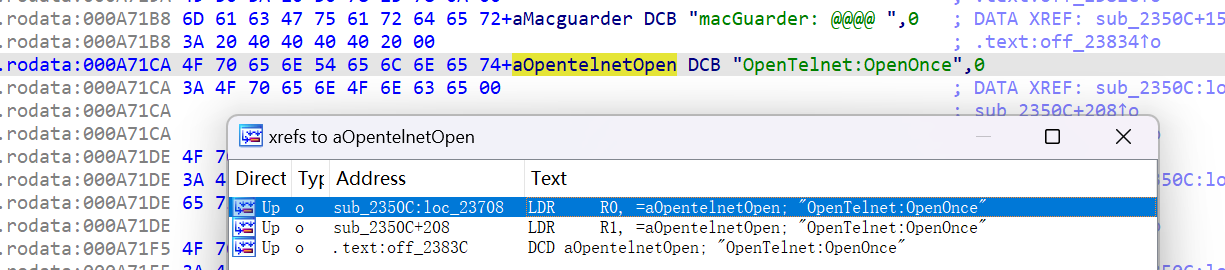 .rodata:000A71B8 6D 61 63 47 75 61 72 64 65 72+aMacguarder DCB "macGuarder: @@@@ ",0 ; DATA XREF: sub_2350C+15
.rodata:000A71B8 3A 20 40 40 40 40 20 00 ; .text:off_23834↑o
.rodata:000A71CA 4F 70 65 6E 54 65 6C 6E 65 74+aOpentelnetOpen DCB "OpenTelnet:OpenOnce",0
.rodata:000A71CA 3A 4F 70 65 6E 4F 6E 63 65 00 ; DATA XREF: sub_2350C:loc
.rodata:000A71CA ; sub_2350C+208↑o
.rodata:000A71CA
.rodata:000A71DE 4F 70
.rodata:000A71DE 3A 4
.rodata:000A71DE 65 7
.rodata:000A71F5 4F 7
xrefs to aOpentelnetOpen
Direct Typ Address Text
Up o sub_2350C:loc_23708 LDR R0, =aOpentelnetOpen; "OpenTelnet:OpenOnce"
Up o sub_2350C+208 LDR R1, =aOpentelnetOpen; "OpenTelnet:OpenOnce"
Up o .text:off_2383C DCD aOpentelnetOpen; "OpenTelnet:OpenOnce"